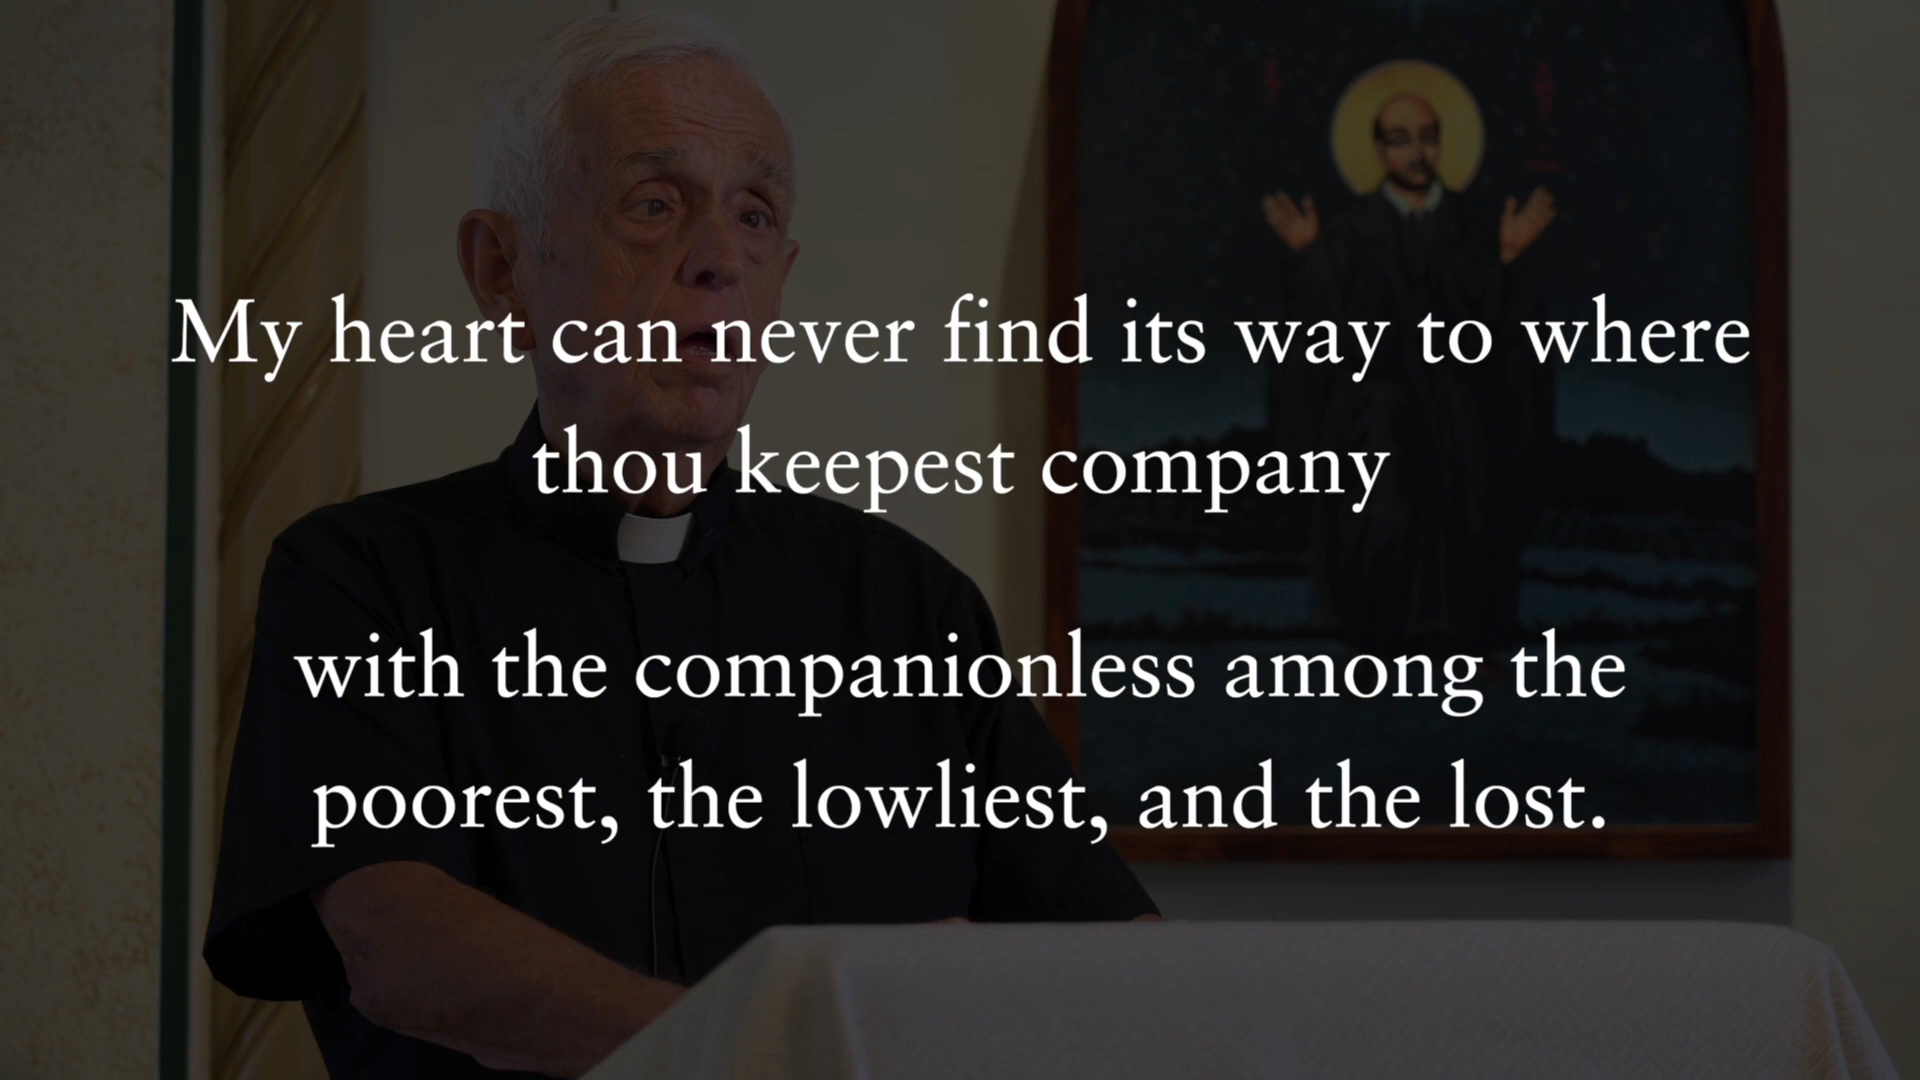 My heart can never find its way to where
thou keepest company
with the companionless among the
poorest, the lowliest, and the lost.